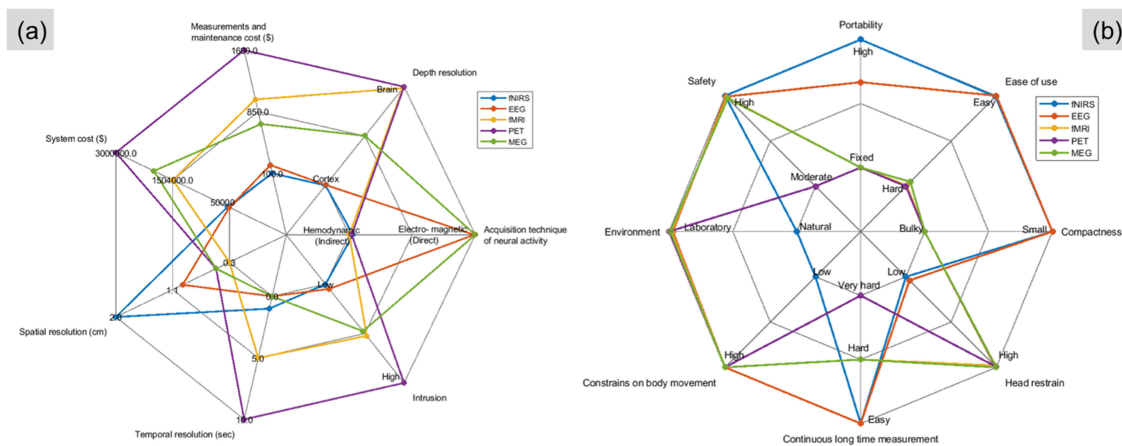 (a)
Measurements and
maintenance cost ($)
1600.0
Depth resolution
Brain
fNIRS
EEG
fMRI
PET
MEG
850.0
System cost ($)
3000000.0
1504000.0
100.0
Cortex
50000
Hemodynamic
(Indirect)
Electro- magnetic
(Direct)
Acquisition technique
of neural activity
0.3
Low
0.0
1.1
2.0
Spatial resolution (cm)
5.0
High
Intrusion
10.0
Temporal resolution (sec)
(b)
Portability
High
Safety
High
Ease of use
Easy
fNIRS
EEG
fMRI
PET
MEG
Fixed
Moderate
Hard
Environment
Laboratory
Natural
Bulky
Small
Compactness
Low
Low
Very hard
High
Hard
High
Constrains on body movement
Head restrain
Easy
Continuous long time measurement